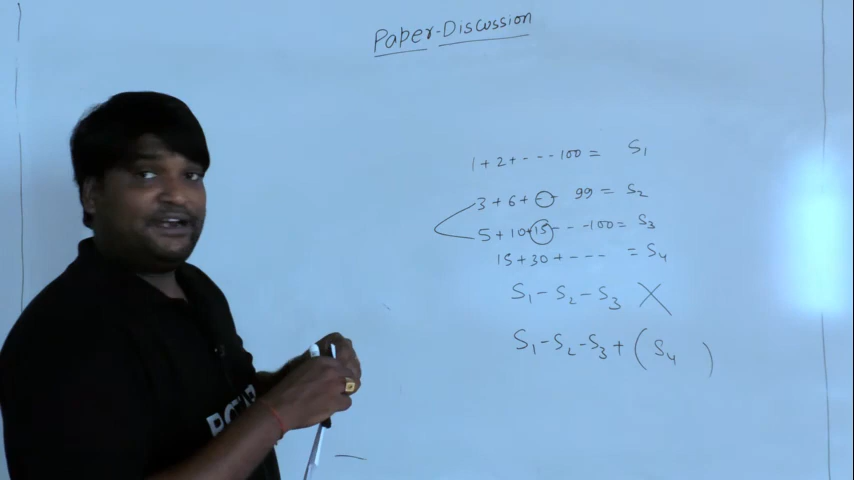 Paper-Discussion
1+2+ - - - 100 = S₁
3+6+ - - - 99 = S₂
5+10+15 - - - 100 = S₃
15+30+ - - - = S₄
S₁-S₂-S₃ X
S₁-S₂-S₃+(S₄ )